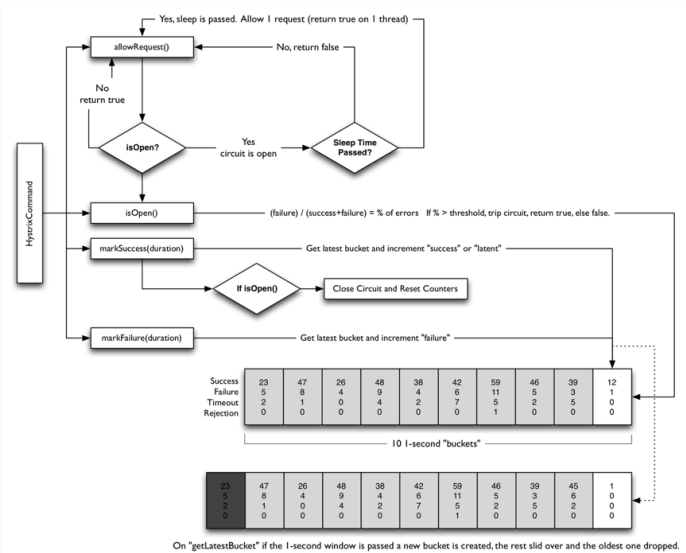 Yes, sleep is passed. Allow 1 request (return true on 1 thread)
allowRequest()
No, return false
No
return true
isOpen?
Yes
circuit is open
Sleep Time
Passed?
HystrixCommand
isOpen()
(failure) / (success+failure) = % of errors If % > threshold, trip circuit, return true, else false.
markSuccess(duration)
Get latest bucket and increment "success" or "latent"
If isOpen()
Close Circuit and Reset Counters
markFailure(duration)
Get latest bucket and increment "failure"
Success 23 47 26 48 38 42 59 46 39 12
Failure 5 8 4 9 4 6 11 5 3 1
Timeout 2 1 0 4 2 7 5 2 5 0
Rejection 0 0 0 0 0 0 1 0 0 0
10 1-second "buckets"
23 47 26 48 38 42 59 46 39 45 1
5 8 4 9 4 6 11 5 3 6 0
2 1 0 4 2 7 5 2 5 2 0
0 0 0 0 0 0 1 0 0 0 0
On "getLatestBucket" if the 1-second window is passed a new bucket is created, the rest slid over and the oldest one dropped.